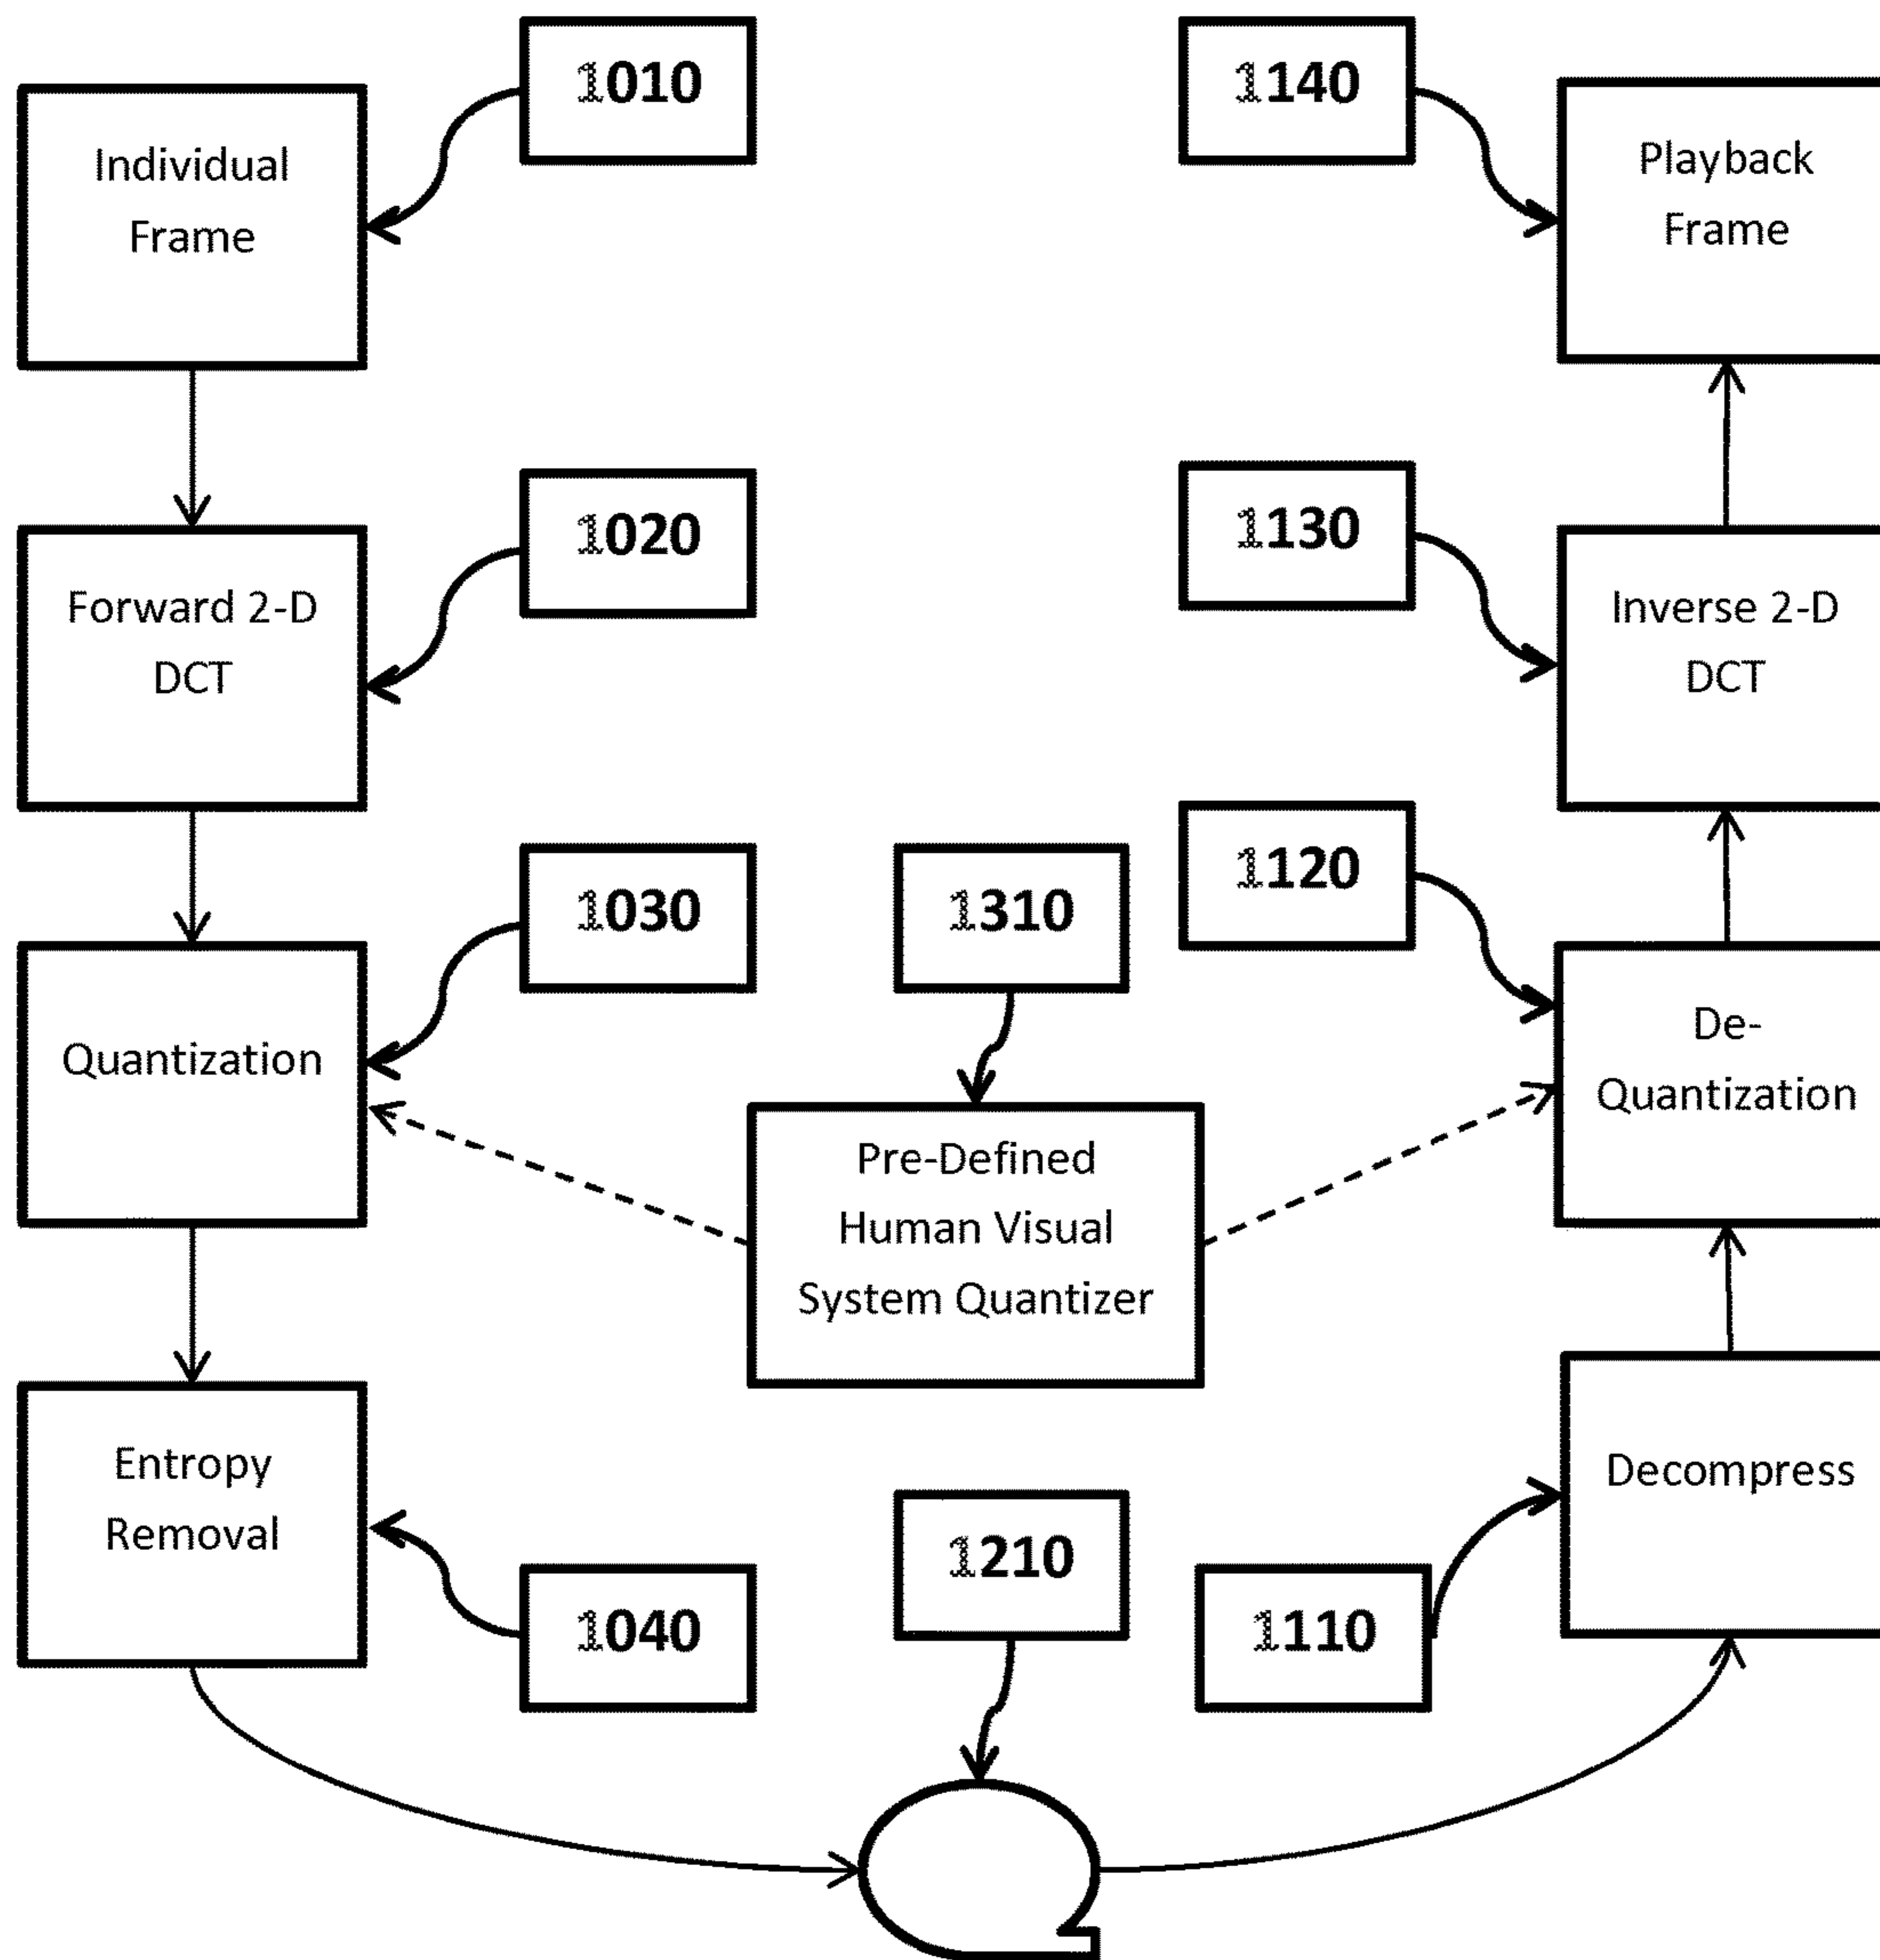 1010
1140
Individual
Frame
Playback
Frame
1020
1130
Forward 2-D
DCT
Inverse 2-D
DCT
1030
1310
1120
Quantization
De-
Quantization
Pre-Defined
Human Visual
System Quantizer
Entropy
Removal
Decompress
1040
1210
1110